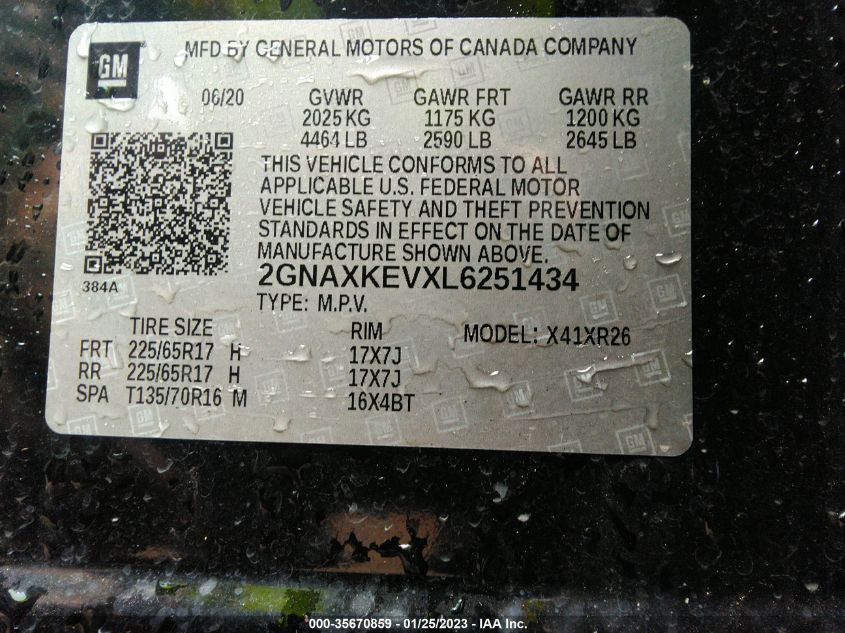 GM
MFD BY GENERAL MOTORS OF CANADA COMPANY
06/20 GVWR GAWR FRT GAWR RR
2025 KG 1175 KG 1200 KG
4464 LB 2590 LB 2645 LB
THIS VEHICLE CONFORMS TO ALL
APPLICABLE U.S. FEDERAL MOTOR
VEHICLE SAFETY AND THEFT PREVENTION
STANDARDS IN EFFECT ON THE DATE OF
MANUFACTURE SHOWN ABOVE.
384A
2GNAXKEVXL6251434
TYPE: M.P.V.
TIRE SIZE RIM MODEL: X41XR26
FRT 225/65R17 H 17X7J
RR 225/65R17 H 17X7J
SPA T135/70R16 M 16X4BT
000-35670859 - 01/25/2023 - IAA Inc.